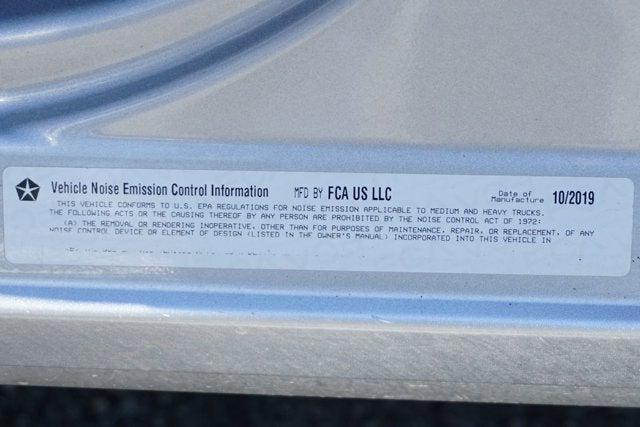 Vehicle Noise Emission Control Information MFD BY FCA US LLC Date of Manufacture 10/2019
THIS VEHICLE CONFORMS TO U.S. EPA REGULATIONS FOR NOISE EMISSION APPLICABLE TO MEDIUM AND HEAVY TRUCKS.
THE FOLLOWING ACTS OR THE CAUSING THEREOF BY ANY PERSON ARE PROHIBITED BY THE NOISE CONTROL ACT OF 1972:
(A) THE REMOVAL OR RENDERING INOPERATIVE, OTHER THAN FOR PURPOSES OF MAINTENANCE, REPAIR, OR REPLACEMENT, OF ANY
NOISE CONTROL DEVICE OR ELEMENT OF DESIGN (LISTED IN THE OWNER'S MANUAL) INCORPORATED INTO THIS VEHICLE IN